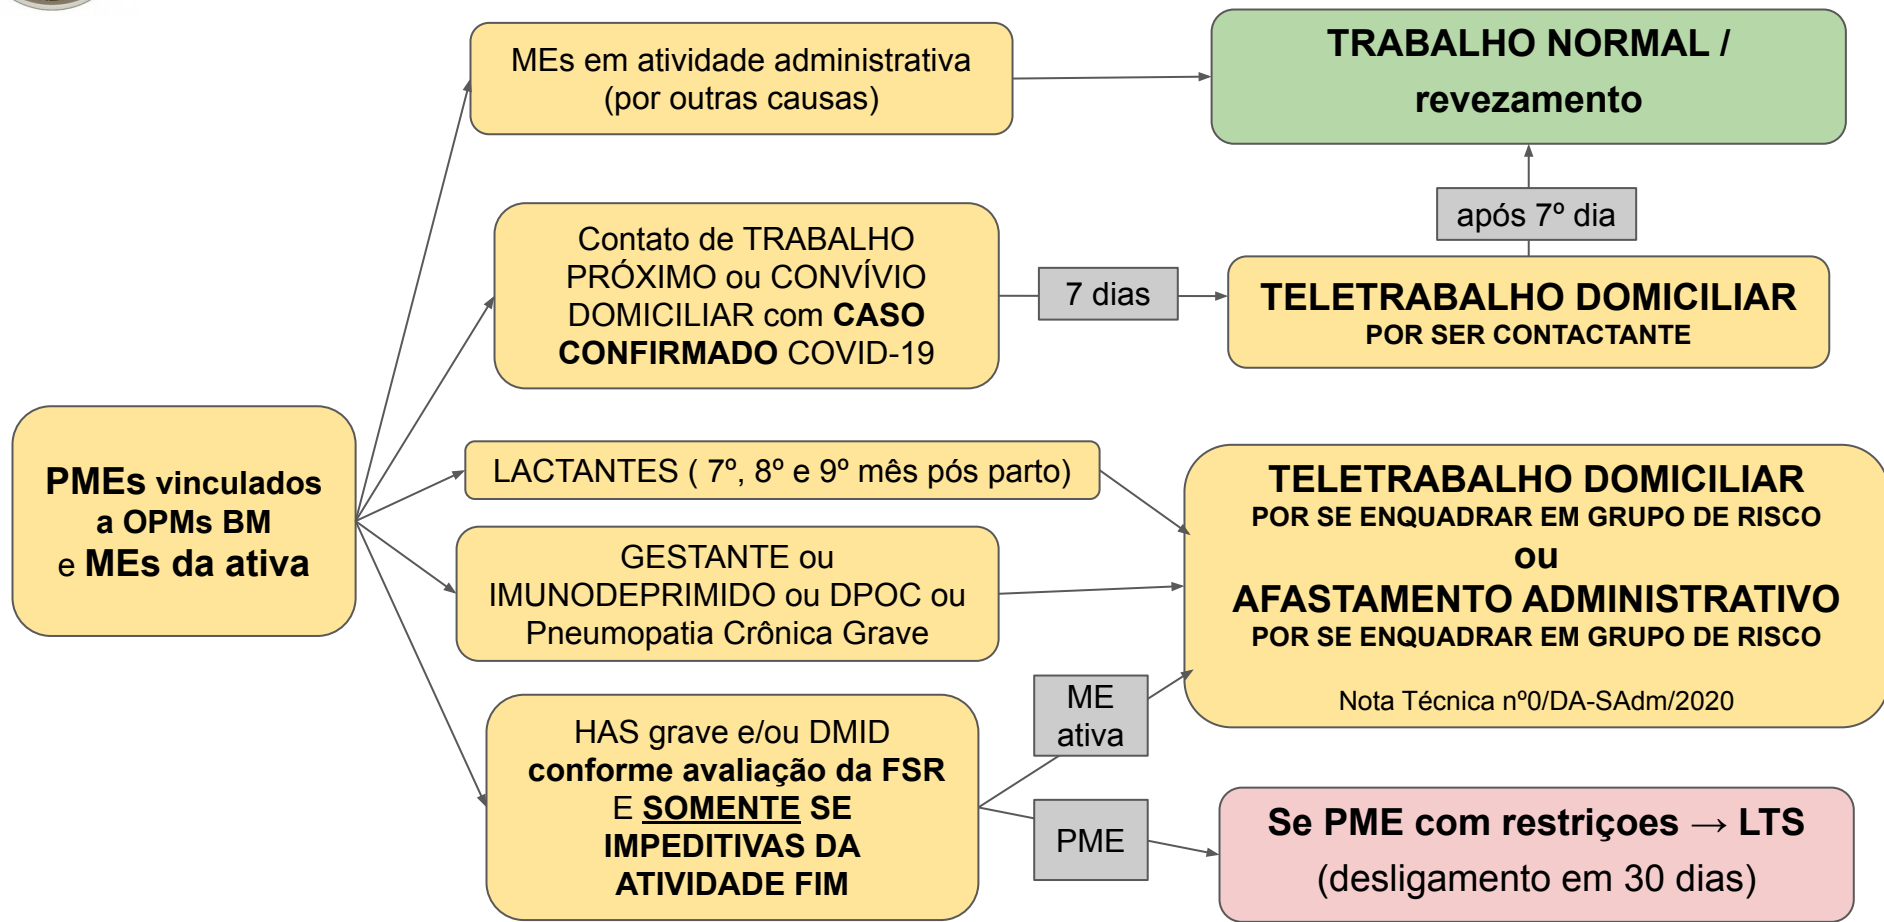 MEs em atividade administrativa
(por outras causas)
TRABALHO NORMAL /
revezamento
após 7º dia
Contato de TRABALHO
PRÓXIMO ou CONVÍVIO
DOMICILIAR com CASO
CONFIRMADO COVID-19
7 dias
TELETRABALHO DOMICILIAR
POR SER CONTACTANTE
PMEs vinculados
a OPMs BM
e MEs da ativa
LACTANTES ( 7º, 8º e 9º mês pós parto)
GESTANTE ou
IMUNODEPRIMIDO ou DPOC ou
Pneumopatia Crônica Grave
TELETRABALHO DOMICILIAR
POR SE ENQUADRAR EM GRUPO DE RISCO
ou
AFASTAMENTO ADMINISTRATIVO
POR SE ENQUADRAR EM GRUPO DE RISCO
Nota Técnica nº0/DA-SAdm/2020
HAS grave e/ou DMID
conforme avaliação da FSR
E SOMENTE SE
IMPEDITIVAS DA
ATIVIDADE FIM
ME
ativa
PME
Se PME com restriçoes → LTS
(desligamento em 30 dias)